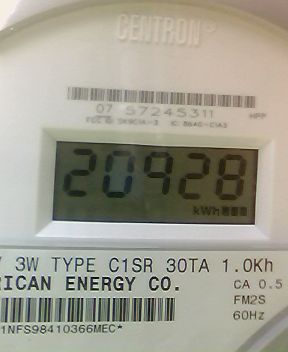 CENTRON
07 57245311
HPP
20928
kWh
3W TYPE C1SR 30TA 1.0Kh
RICAN ENERGY CO.
CA 0.5
FM2S
60Hz
1NFS98410366MEC*